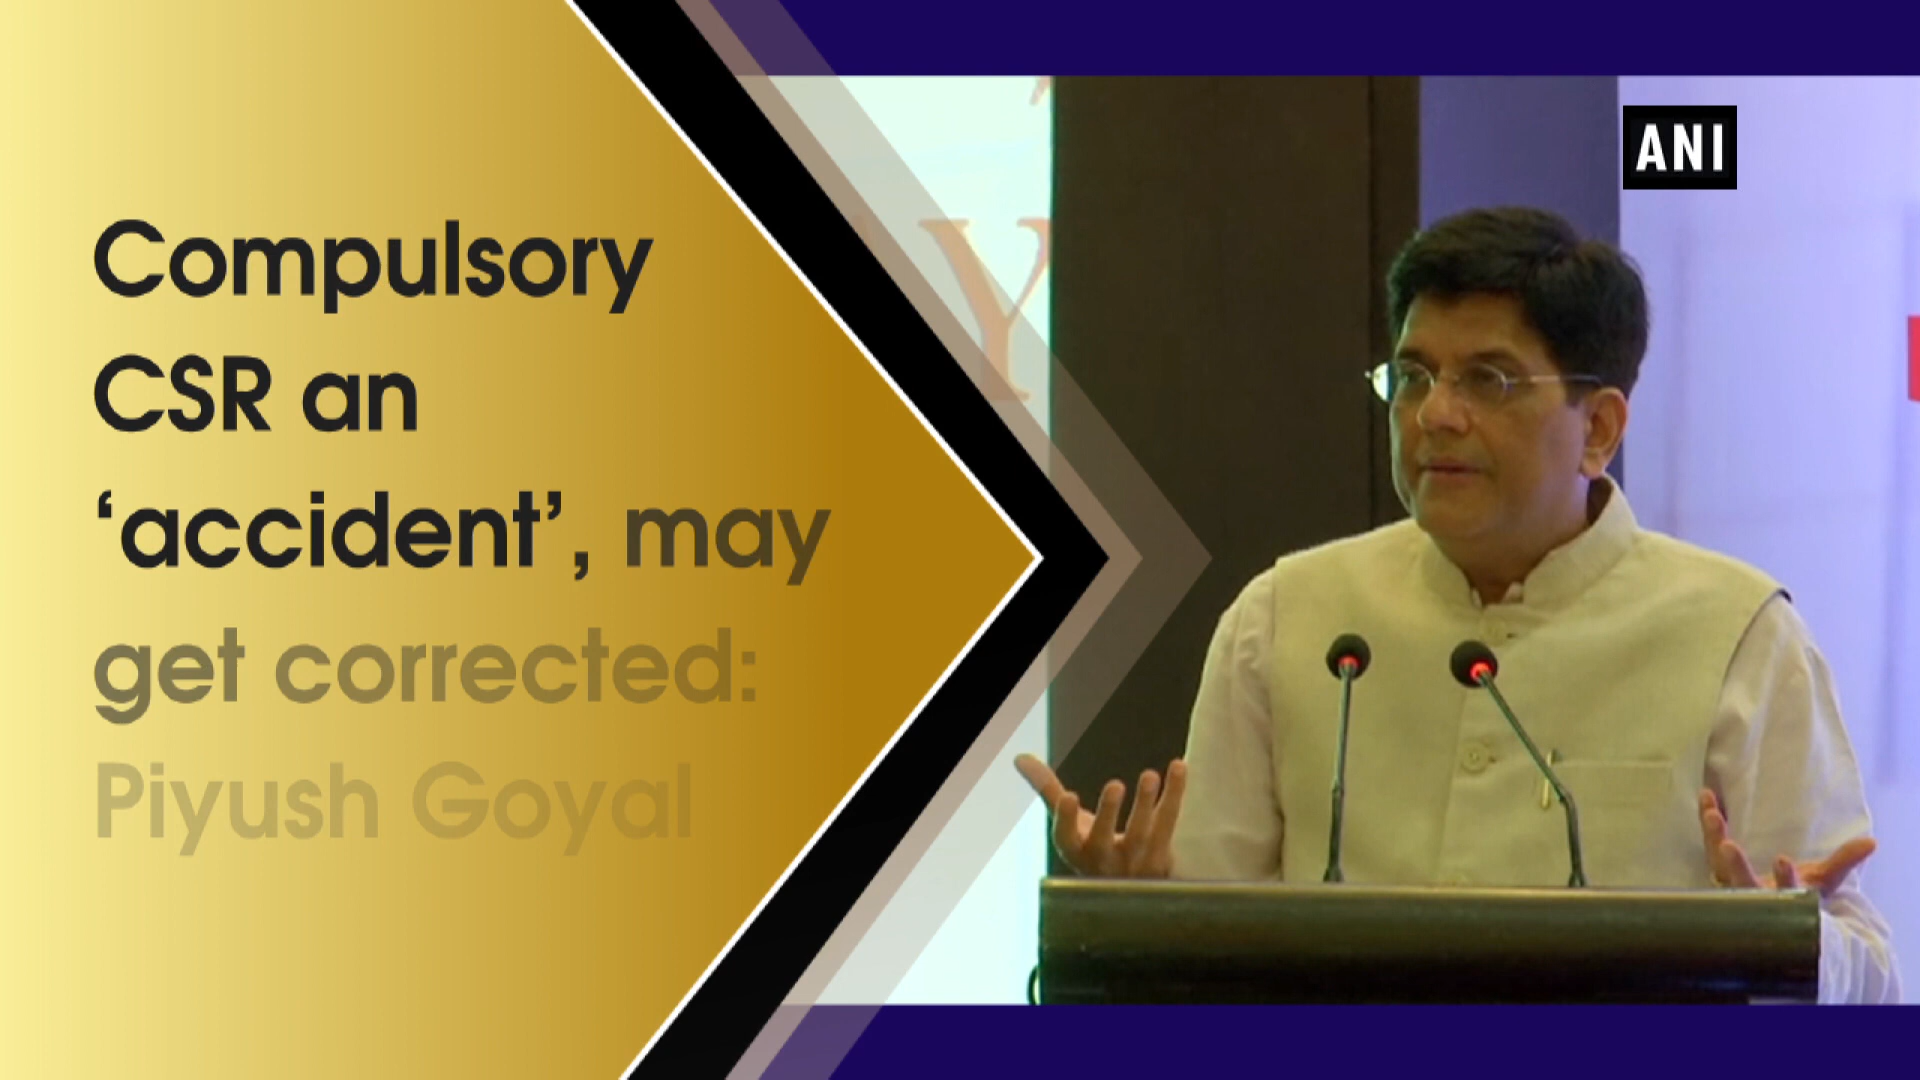 ANI
Compulsory
CSR an
‘accident’, may
get corrected:
Piyush Goyal
Y